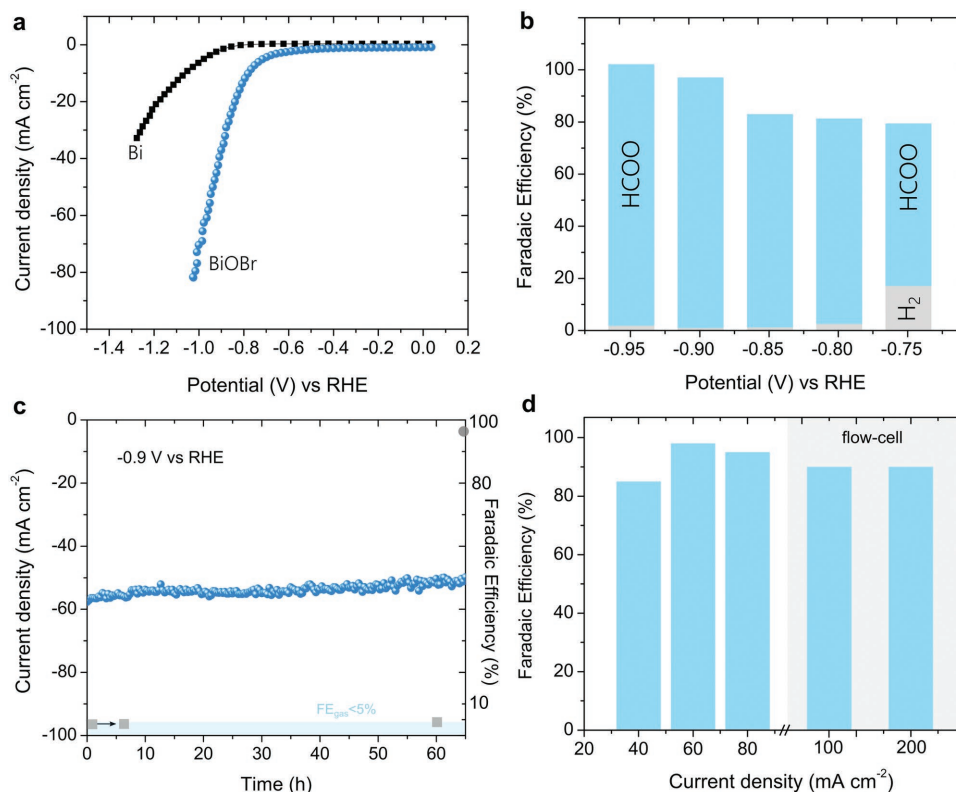 a
0
-20
-40
-60
-80
-100
Current density (mA cm⁻²)
Bi
BiOBr
-1.4 -1.2 -1.0 -0.8 -0.6 -0.4 -0.2 0.0 0.2
Potential (V) vs RHE
b
100
80
60
40
20
0
Faradaic Efficiency (%)
HCOO
HCOO
H₂
-0.95 -0.90 -0.85 -0.80 -0.75
Potential (V) vs RHE
c
0
-20
-40
-60
-80
-100
Current density (mA cm⁻²)
-0.9 V vs RHE
FEgas<5%
100
80
10
Faradaic Efficiency (%)
0 10 20 30 40 50 60
Time (h)
d
100
80
60
40
20
0
Faradaic Efficiency (%)
flow-cell
20 40 60 80 100 200
Current density (mA cm⁻²)